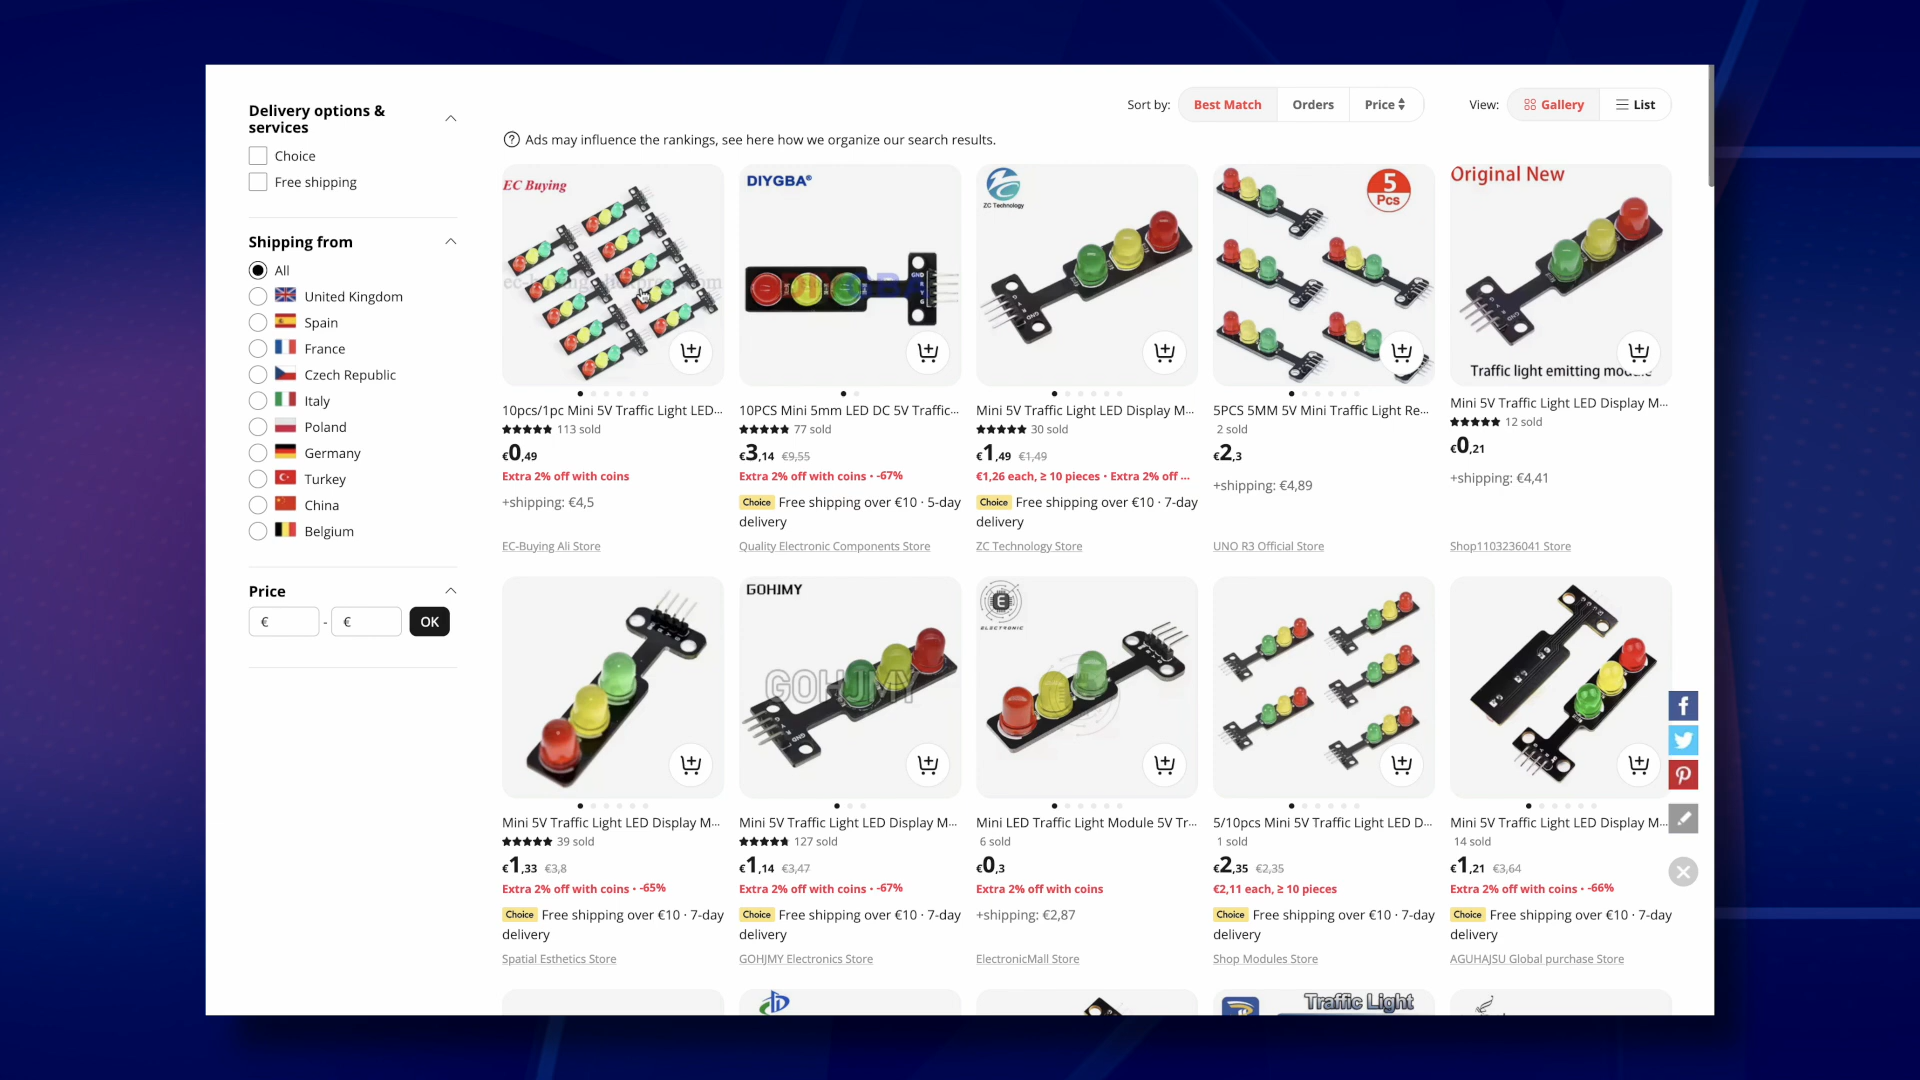 Delivery options &
services
Choice
Free shipping
Shipping from
All
United Kingdom
Spain
France
Czech Republic
Italy
Poland
Germany
Turkey
China
Belgium
Price
€ - € OK
Sort by: Best Match Orders Price
View: Gallery List
Ads may influence the rankings, see here how we organize our search results.
EC Buying
10pcs/1pc Mini 5V Traffic Light LED...
113 sold
€0,49
Extra 2% off with coins
+shipping: €4,5
EC-Buying Ali Store
DIYGBA®
10PCS Mini 5mm LED DC 5V Traffic...
77 sold
€3,14 €9,55
Extra 2% off with coins · -67%
Choice Free shipping over €10 · 5-day
delivery
Quality Electronic Components Store
ZC Technology
Mini 5V Traffic Light LED Display M...
30 sold
€1,49 €1,49
€1,26 each, ≥ 10 pieces · Extra 2% off ...
Choice Free shipping over €10 · 7-day
delivery
ZC Technology Store
5
Pcs
5PCS 5MM 5V Mini Traffic Light Re...
2 sold
€2,3
+shipping: €4,89
UNO R3 Official Store
Original New
Traffic light emitting module
Mini 5V Traffic Light LED Display M...
12 sold
€0,21
+shipping: €4,41
Shop1103236041 Store
Mini 5V Traffic Light LED Display M...
39 sold
€1,33 €3,8
Extra 2% off with coins · -65%
Choice Free shipping over €10 · 7-day
delivery
Spatial Esthetics Store
GOHJMY
GOHJMY
Mini 5V Traffic Light LED Display M...
127 sold
€1,14 €3,47
Extra 2% off with coins · -67%
Choice Free shipping over €10 · 7-day
delivery
GOHJMY Electronics Store
E
ELECTRONIC
Mini LED Traffic Light Module 5V Tr...
6 sold
€0,3
Extra 2% off with coins
+shipping: €2,87
ElectronicMall Store
5/10pcs Mini 5V Traffic Light LED D...
1 sold
€2,35 €2,35
€2,11 each, ≥ 10 pieces
Choice Free shipping over €10 · 7-day
delivery
Shop Modules Store
Mini 5V Traffic Light LED Display M...
14 sold
€1,21 €3,64
Extra 2% off with coins · -66%
Choice Free shipping over €10 · 7-day
delivery
AGUHAJSU Global purchase Store
Traffic Light